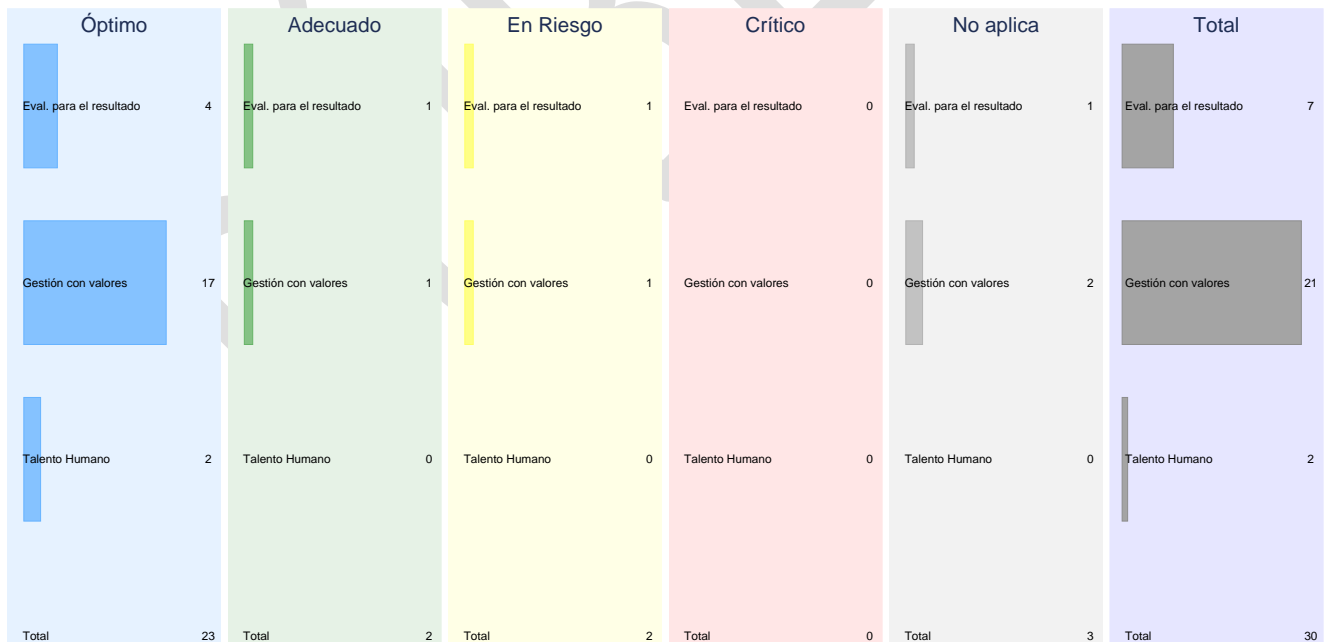 Óptimo Adecuado En Riesgo Crítico No aplica Total
Eval. para el resultado 4 Eval. para el resultado 1 Eval. para el resultado 1 Eval. para el resultado 0 Eval. para el resultado 1 Eval. para el resultado 7
Gestión con valores 17 Gestión con valores 1 Gestión con valores 1 Gestión con valores 0 Gestión con valores 2 Gestión con valores 21
Talento Humano 2 Talento Humano 0 Talento Humano 0 Talento Humano 0 Talento Humano 0 Talento Humano 2
Total 23 Total 2 Total 2 Total 0 Total 3 Total 30